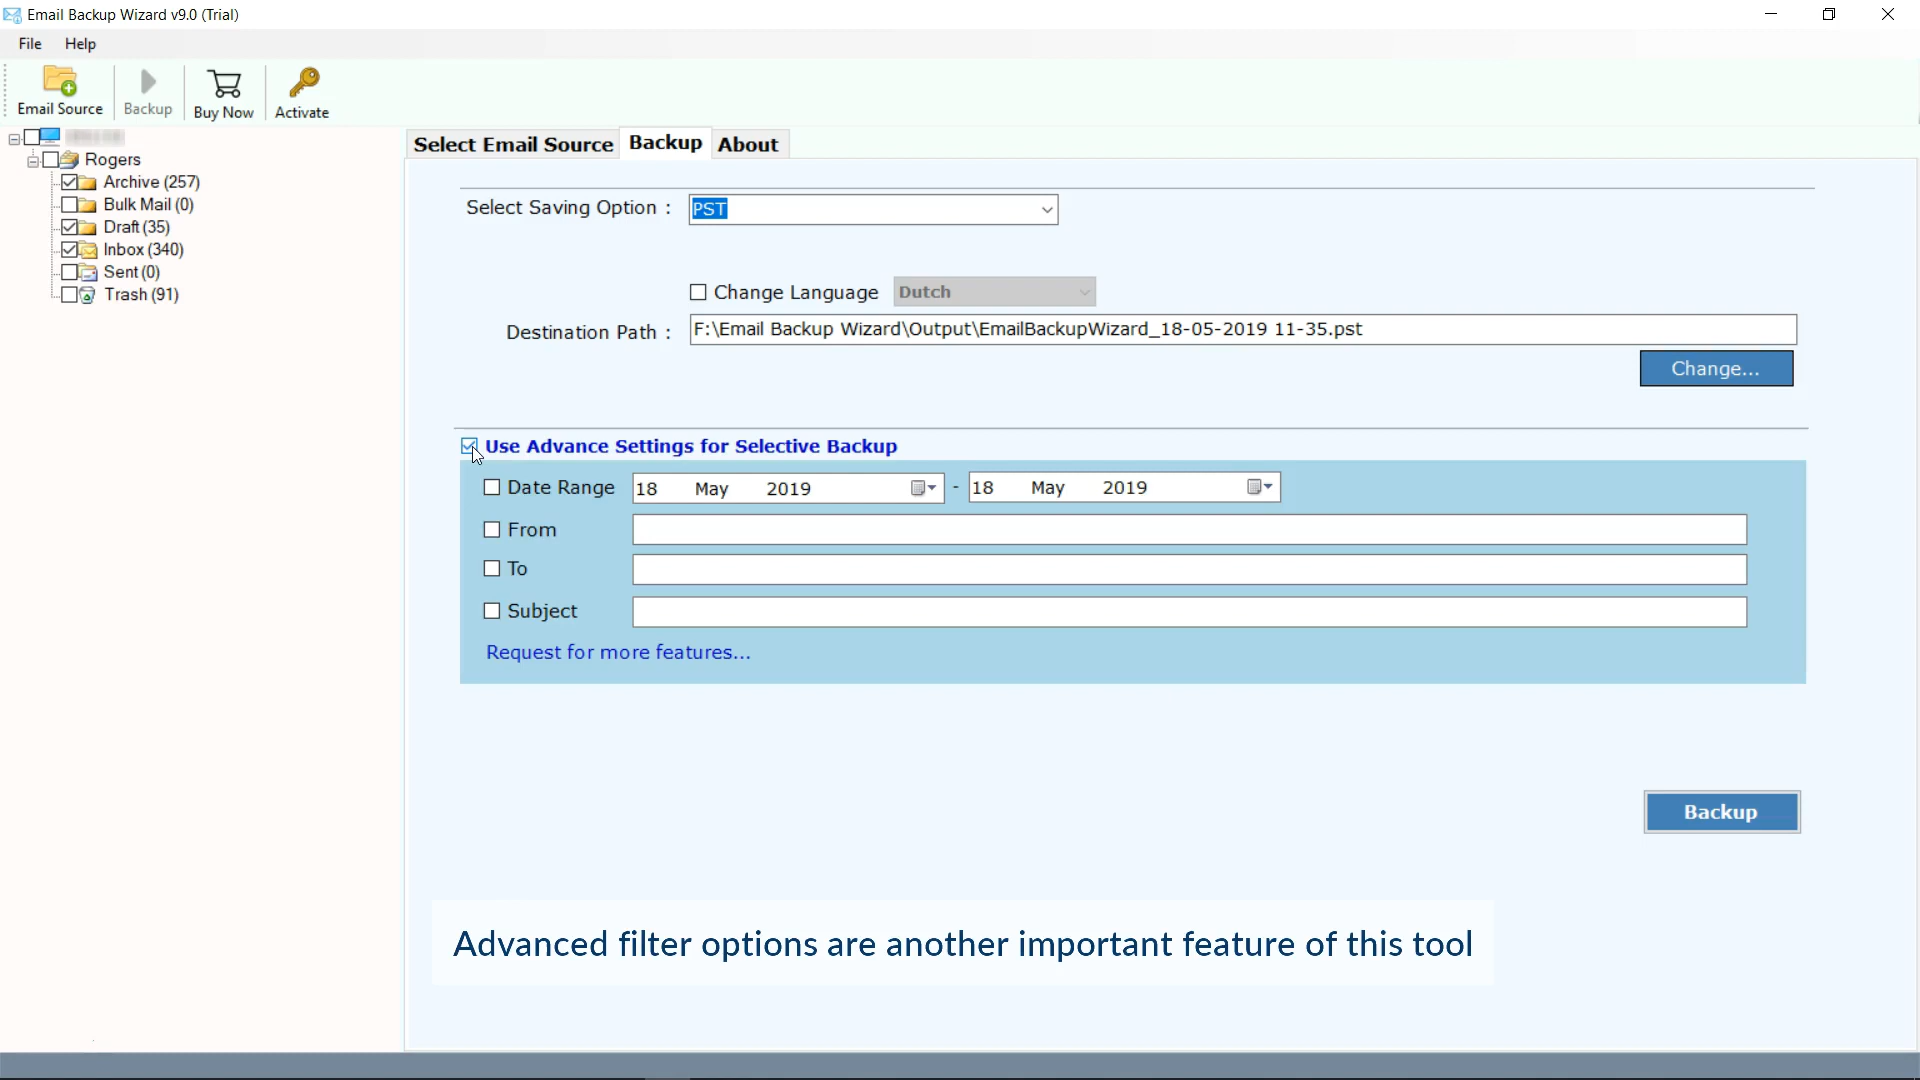 Email Backup Wizard v9.0 (Trial)
File Help
Email Source Backup Buy Now Activate
Rogers
Archive (257)
Bulk Mail (0)
Draft (35)
Inbox (340)
Sent (0)
Trash (91)
Select Email Source Backup About
Select Saving Option : PST
Change Language Dutch
Destination Path : F:\Email Backup Wizard\Output\EmailBackupWizard_18-05-2019 11-35.pst
Change...
Use Advance Settings for Selective Backup
Date Range 18 May 2019 - 18 May 2019
From
To
Subject
Request for more features...
Backup
Advanced filter options are another important feature of this tool